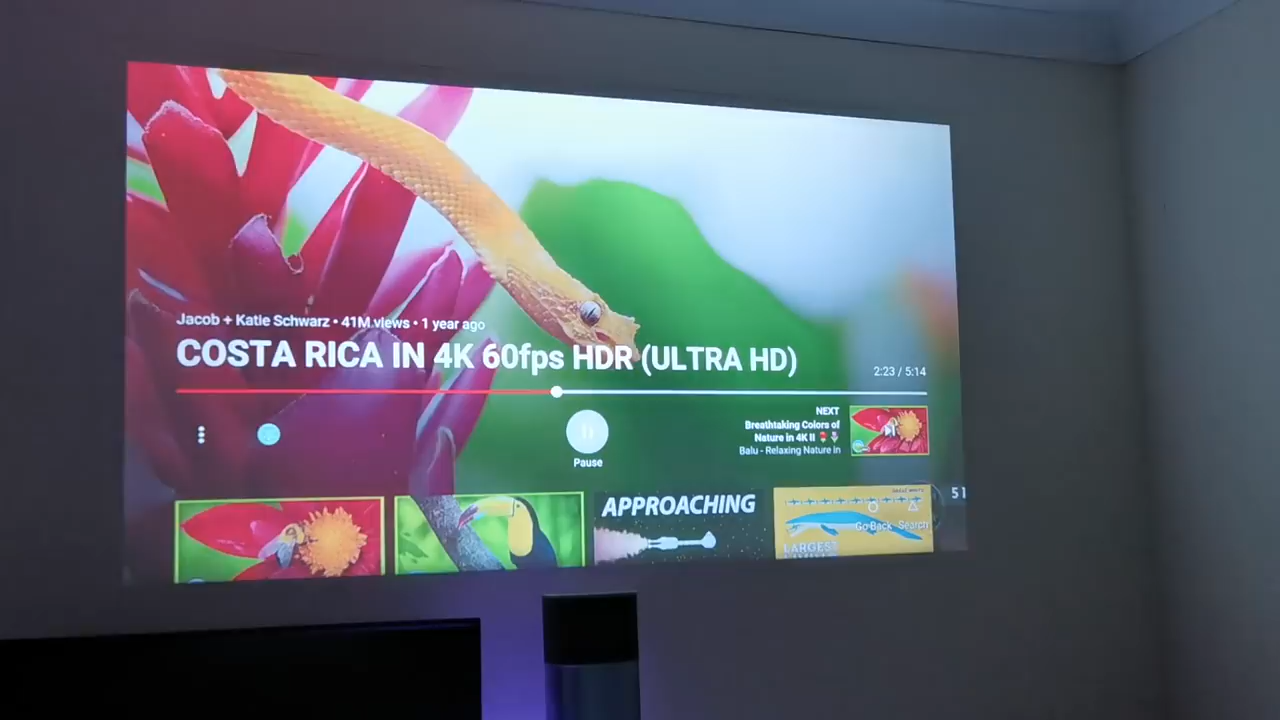 Jacob + Katie Schwarz • 41M views • 1 year ago
COSTA RICA IN 4K 60fps HDR (ULTRA HD)
2:23 / 5:14
NEXT
Breathtaking Colors of
Nature in 4K II
Balu - Relaxing Nature in
Pause
51
APPROACHING
Go Back Search
LARGEST